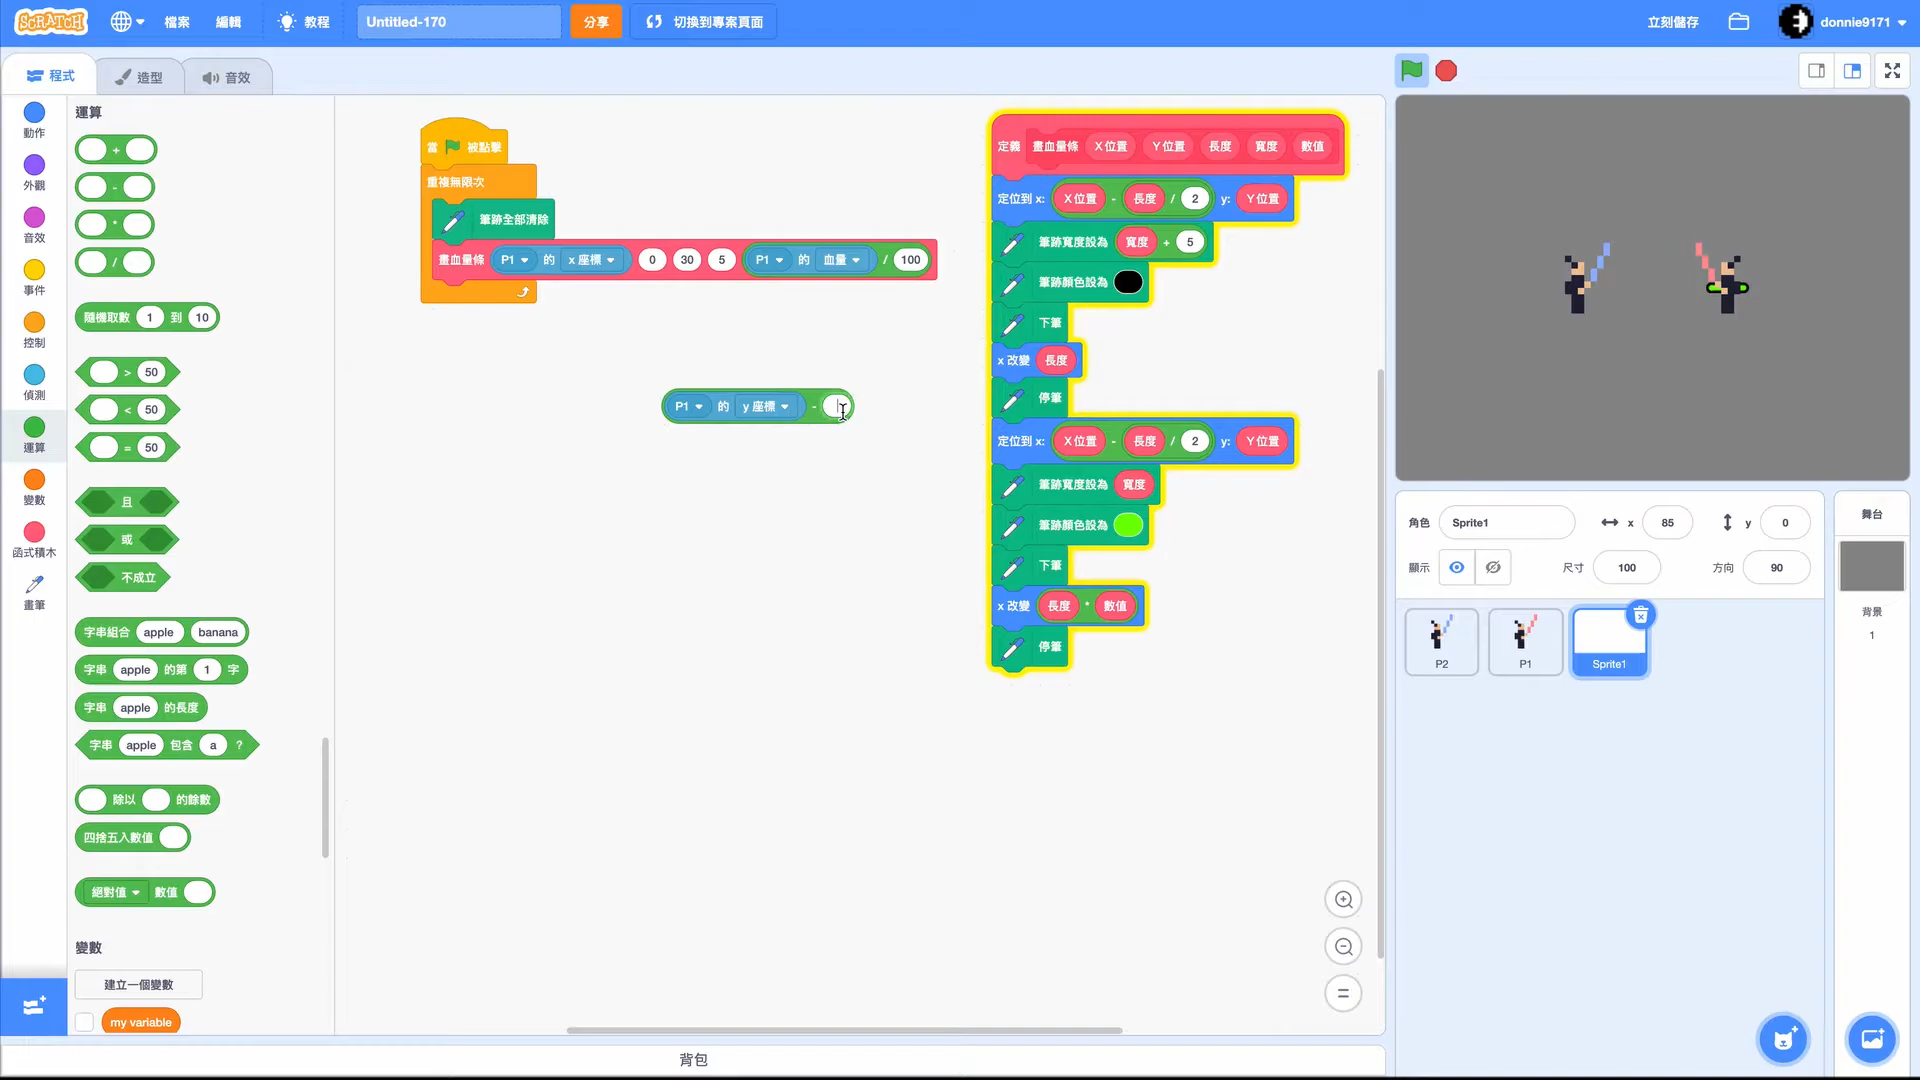 SCRATCH
檔案
編輯
教程
Untitled-170
分享
切換到專案頁面
立刻儲存
donnie9171
程式
造型
音效
動作
外觀
音效
事件
控制
偵測
運算
變數
函式積木
畫筆
運算
+
-
*
/
隨機取數 1 到 10
> 50
< 50
= 50
且
或
不成立
字串組合 apple banana
字串 apple 的第 1 字
字串 apple 的長度
字串 apple 包含 a ?
除以 的餘數
四捨五入數值
絕對值 數值
變數
建立一個變數
my variable
當 被點擊
重複無限次
筆跡全部清除
畫血量條 P1 的 x 座標 0 30 5 P1 的 血量 / 100
P1 的 y 座標 -
定義 畫血量條 X位置 Y位置 長度 寬度 數值
定位到 x: X位置 - 長度 / 2 y: Y位置
筆跡寬度設為 寬度 + 5
筆跡顏色設為
下筆
x 改變 長度
停筆
定位到 x: X位置 - 長度 / 2 y: Y位置
筆跡寬度設為 寬度
筆跡顏色設為
下筆
x 改變 長度 * 數值
停筆
背包
角色 Sprite1 x 85 y 0
顯示 尺寸 100 方向 90
P2
P1
Sprite1
舞台
背景
1